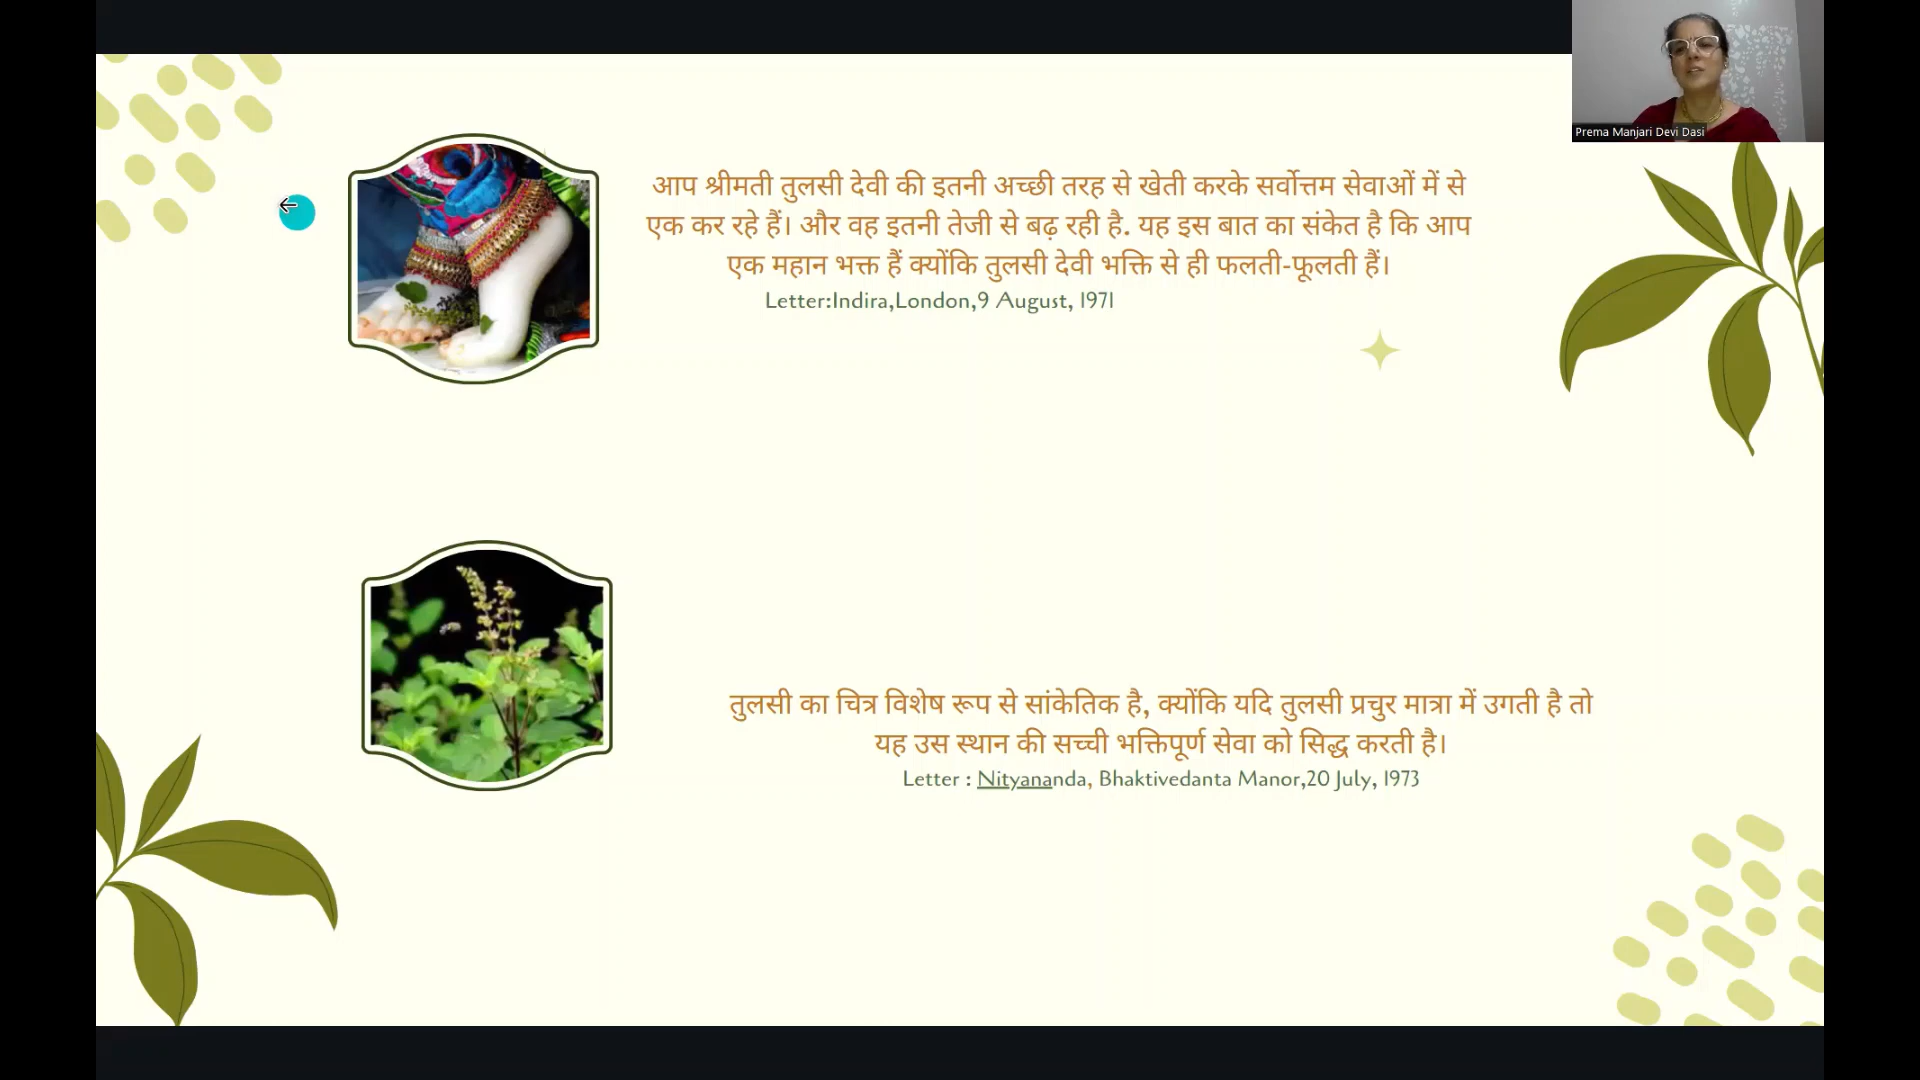 Prema Manjari Devi Dasi
आप श्रीमती तुलसी देवी की इतनी अच्छी तरह से खेती करके सर्वोत्तम सेवाओं में से
एक कर रहे हैं। और वह इतनी तेजी से बढ़ रही है. यह इस बात का संकेत है कि आप
एक महान भक्त हैं क्योंकि तुलसी देवी भक्ति से ही फलती-फूलती हैं।
Letter:Indira,London,9 August, 1971
तुलसी का चित्र विशेष रूप से सांकेतिक है, क्योंकि यदि तुलसी प्रचुर मात्रा में उगती है तो
यह उस स्थान की सच्ची भक्तिपूर्ण सेवा को सिद्ध करती है।
Letter : Nityananda, Bhaktivedanta Manor,20 July, 1973